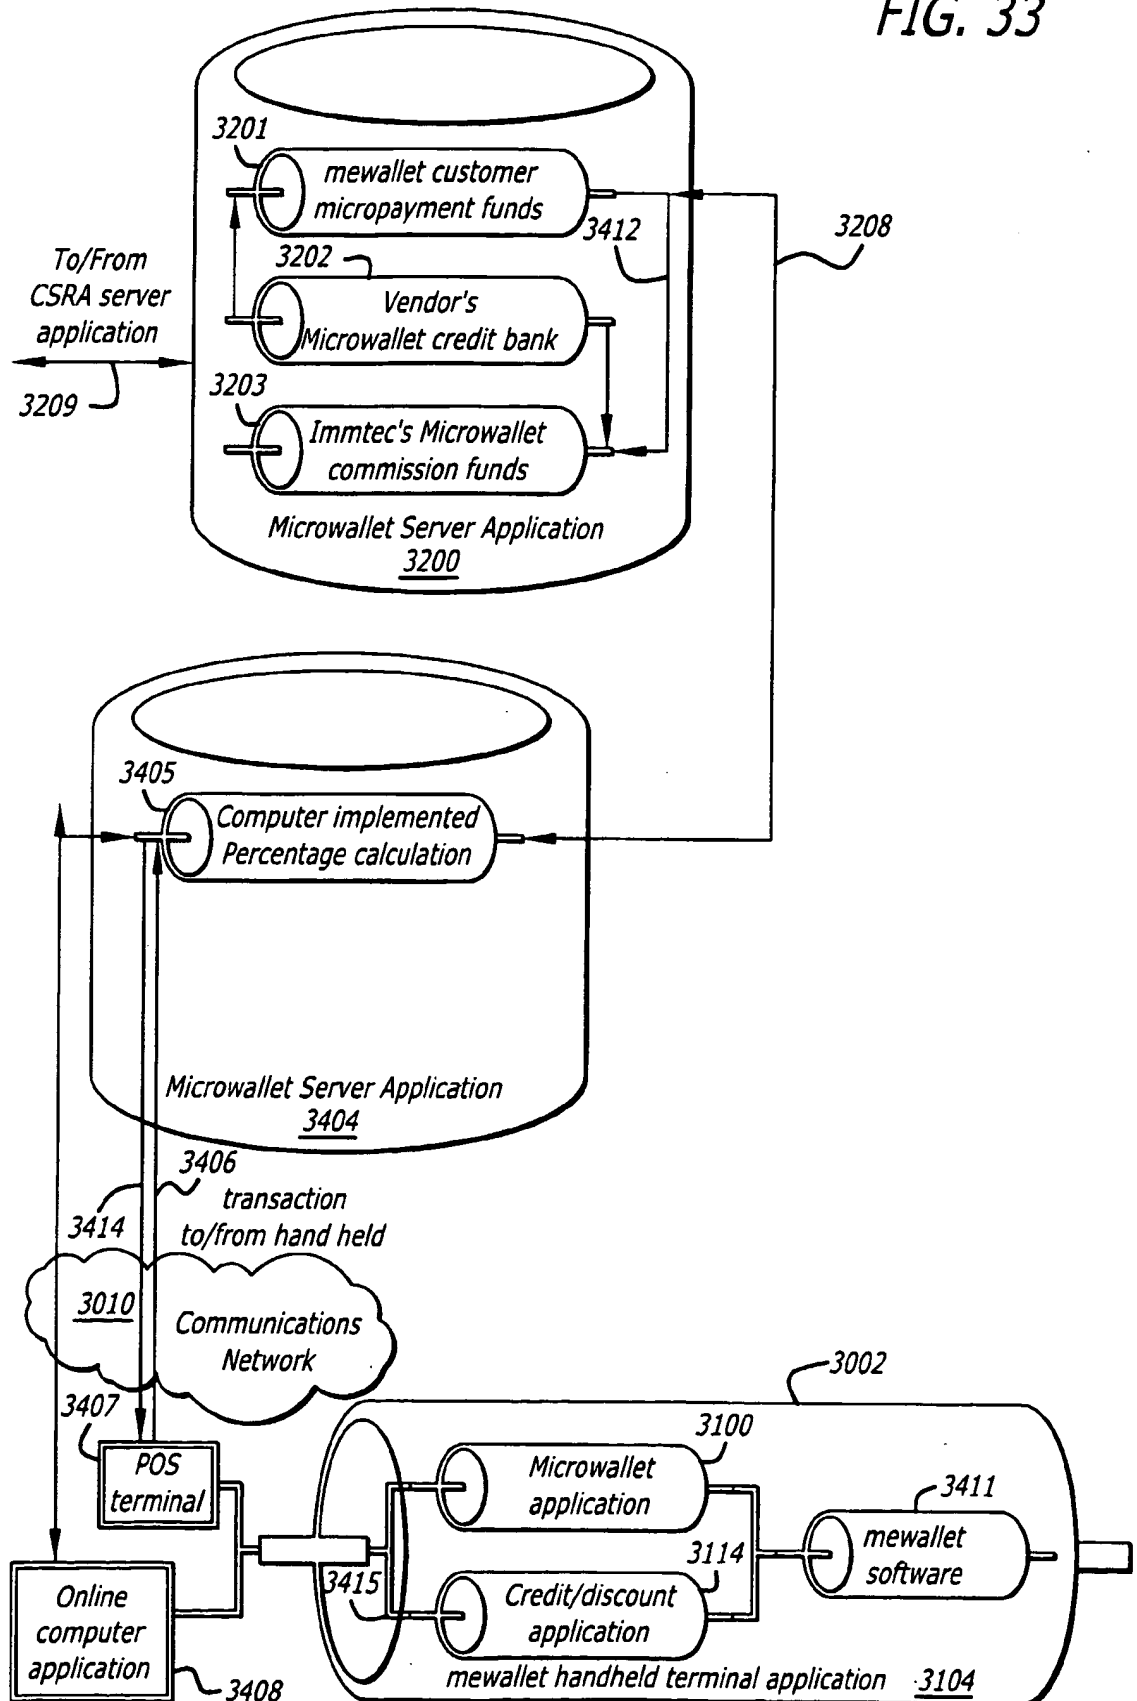 FIG. 33
3201
mewallet customer
micropayment funds
3412
3208
3202
To/From
CSRA server
application
Vendor's
Microwallet credit bank
3209
3203
Immtec's Microwallet
commission funds
Microwallet Server Application
3200
3405
Computer implemented
Percentage calculation
Microwallet Server Application
3404
3406
3414
transaction
to/from hand held
3010
Communications
Network
3002
3407
POS
terminal
3100
Microwallet
application
3411
mewallet
software
3114
3415
Credit/discount
application
Online
computer
application
mewallet handheld terminal application 3104
3408